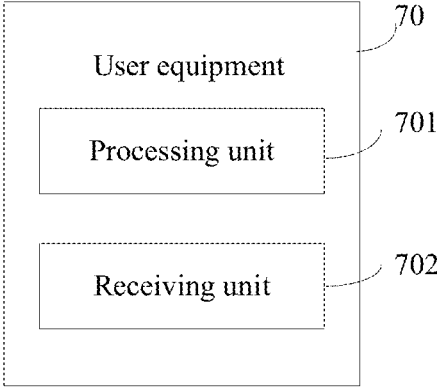 70
User equipment
701
Processing unit
702
Receiving unit